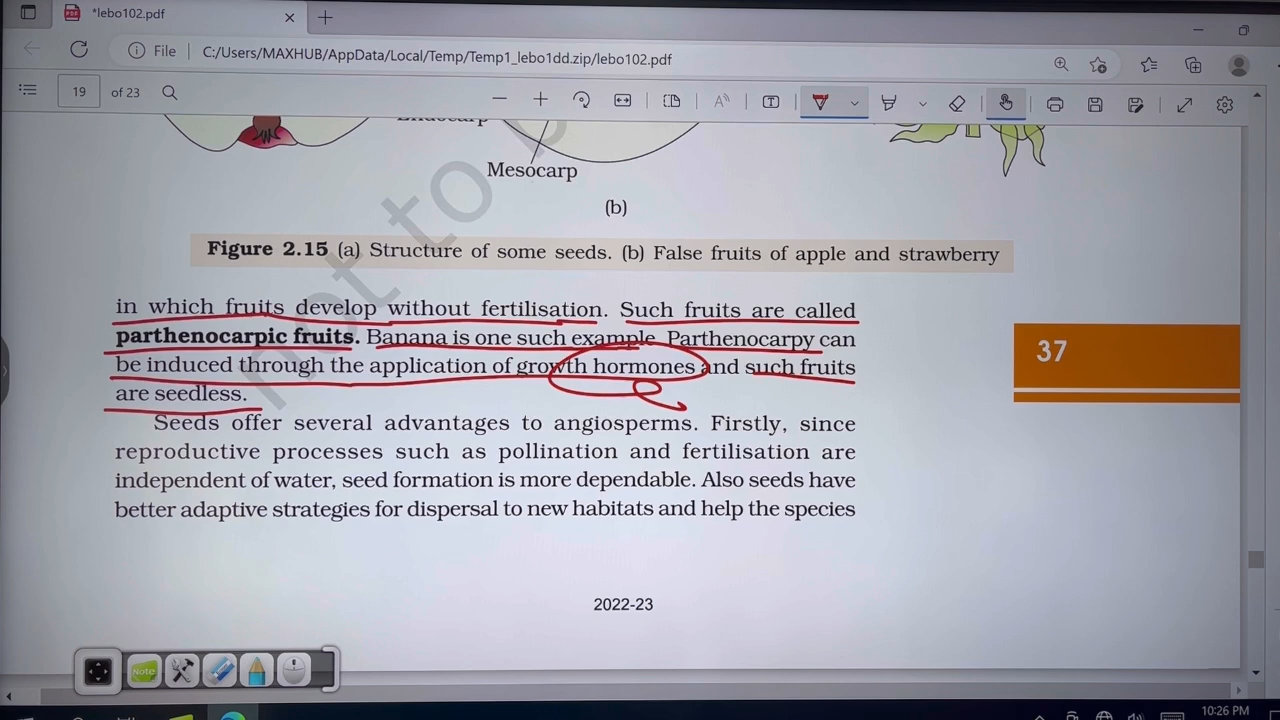 *lebo102.pdf
File C:/Users/MAXHUB/AppData/Local/Temp/Temp1_lebo1dd.zip/lebo102.pdf
19 of 23
Mesocarp
(b)
Figure 2.15 (a) Structure of some seeds. (b) False fruits of apple and strawberry
not to
in which fruits develop without fertilisation. Such fruits are called
parthenocarpic fruits. Banana is one such example. Parthenocarpy can
be induced through the application of growth hormones and such fruits
are seedless.
37
Seeds offer several advantages to angiosperms. Firstly, since
reproductive processes such as pollination and fertilisation are
independent of water, seed formation is more dependable. Also seeds have
better adaptive strategies for dispersal to new habitats and help the species
2022-23
Note
10:26 PM